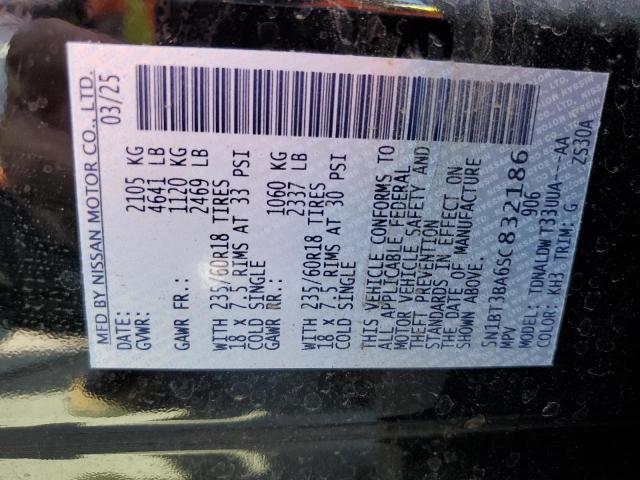 MFD BY NISSAN MOTOR CO., LTD.
DATE: 03/25
GVWR: 2105 KG
4641 LB
GAWR FR.: 1120 KG
2469 LB
WITH 235/60R18 TIRES
18 x 7.5 RIMS AT 33 PSI
COLD SINGLE
GAWR RR.: 1060 KG
2337 LB
WITH 235/60R18 TIRES
18 x 7.5 RIMS AT 30 PSI
COLD SINGLE
THIS VEHICLE CONFORMS TO
ALL APPLICABLE FEDERAL
MOTOR VEHICLE SAFETY AND
THEFT PREVENTION
STANDARDS IN EFFECT ON
THE DATE OF MANUFACTURE
SHOWN ABOVE.
5N1BT3BA6SC832186
MPV 906
MODEL: TDNALDWT33UUA---AA
COLOR: KH3 TRIM: G ZS30A